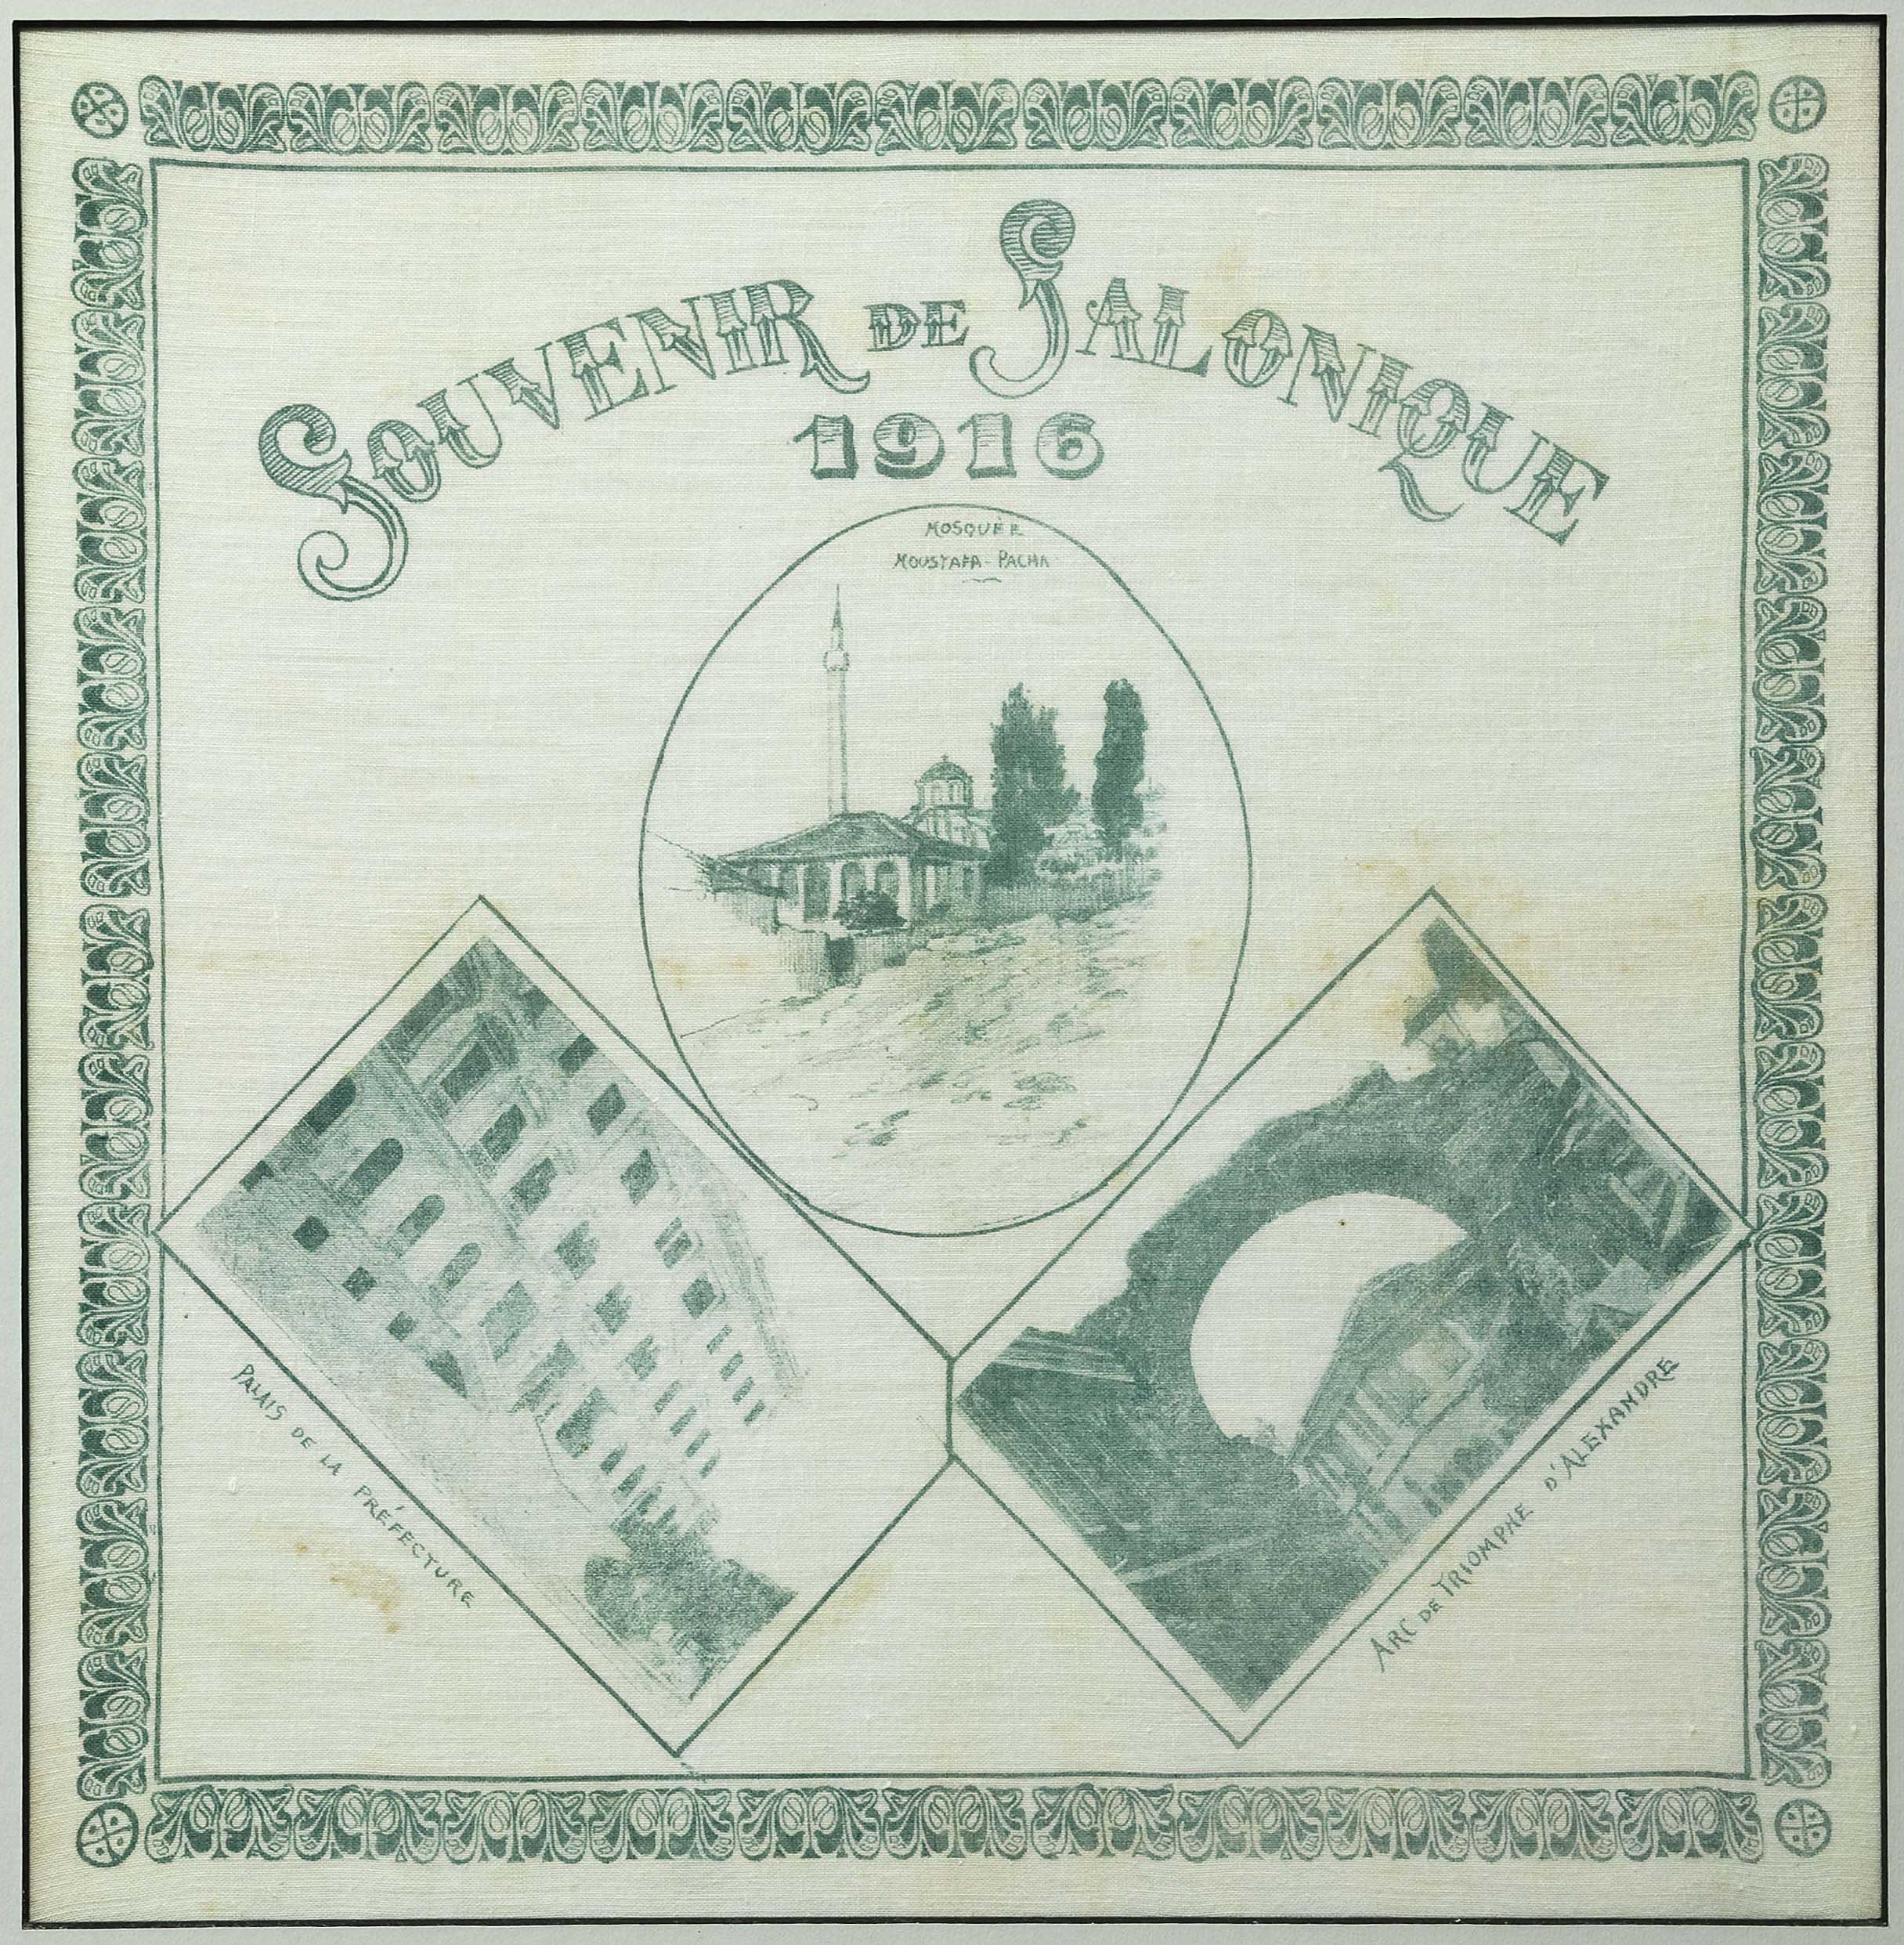 SOUVENIR DE SALONIQUE
1916
MOSQUÉE
MOUSTAFA-PACHA
PALAIS DE LA PRÉFECTURE
ARC DE TRIOMPHE D'ALEXANDRE